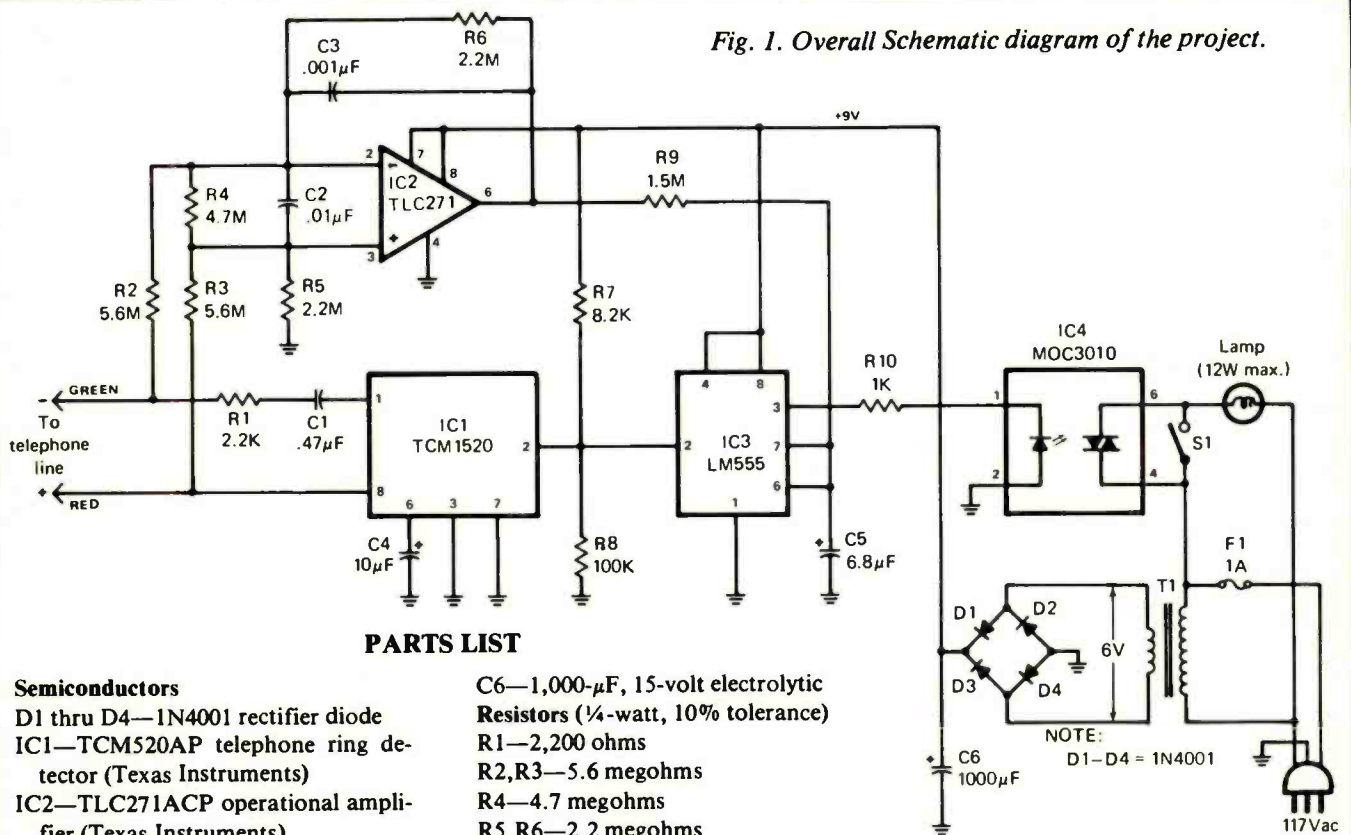 Fig. 1. Overall Schematic diagram of the project.
R6
2.2M
C3
.001µF
+9V
2
7
8
IC2
TLC271
6
R9
1.5M
R4
4.7M
C2
.01µF
3
4
R2
5.6M
R3
5.6M
R5
2.2M
R7
8.2K
GREEN
To
telephone
line
RED
R1
2.2K
C1
.47µF
1
IC1
TCM1520
2
8
6
3
7
C4
10µF
R8
100K
4
8
2
IC3
LM555
3
7
6
1
R10
1K
C5
6.8µF
IC4
MOC3010
1
2
6
4
S1
Lamp
(12W max.)
F1
1A
T1
D1
D2
D3
D4
6V
NOTE:
D1-D4 = 1N4001
C6
1000µF
117Vac
PARTS LIST
Semiconductors
D1 thru D4—1N4001 rectifier diode
IC1—TCM520AP telephone ring de-
tector (Texas Instruments)
IC2—TLC271ACP operational ampli-
fier (Texas Instruments)
C6—1,000-µF, 15-volt electrolytic
Resistors (¼-watt, 10% tolerance)
R1—2,200 ohms
R2,R3—5.6 megohms
R4—4.7 megohms
R5,R6—2.2 megohms